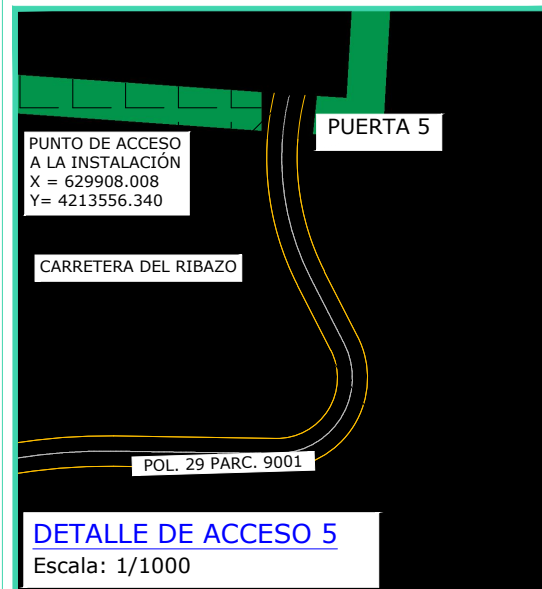 PUERTA 5
PUNTO DE ACCESO
A LA INSTALACIÓN
X = 629908.008
Y= 4213556.340
CARRETERA DEL RIBAZO
POL. 29 PARC. 9001
DETALLE DE ACCESO 5
Escala: 1/1000